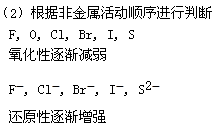 (2) 根据非金属活动顺序进行判断
F, O, Cl, Br, I, S
氧化性逐渐减弱
F⁻, Cl⁻, Br⁻, I⁻, S²⁻
还原性逐渐增强